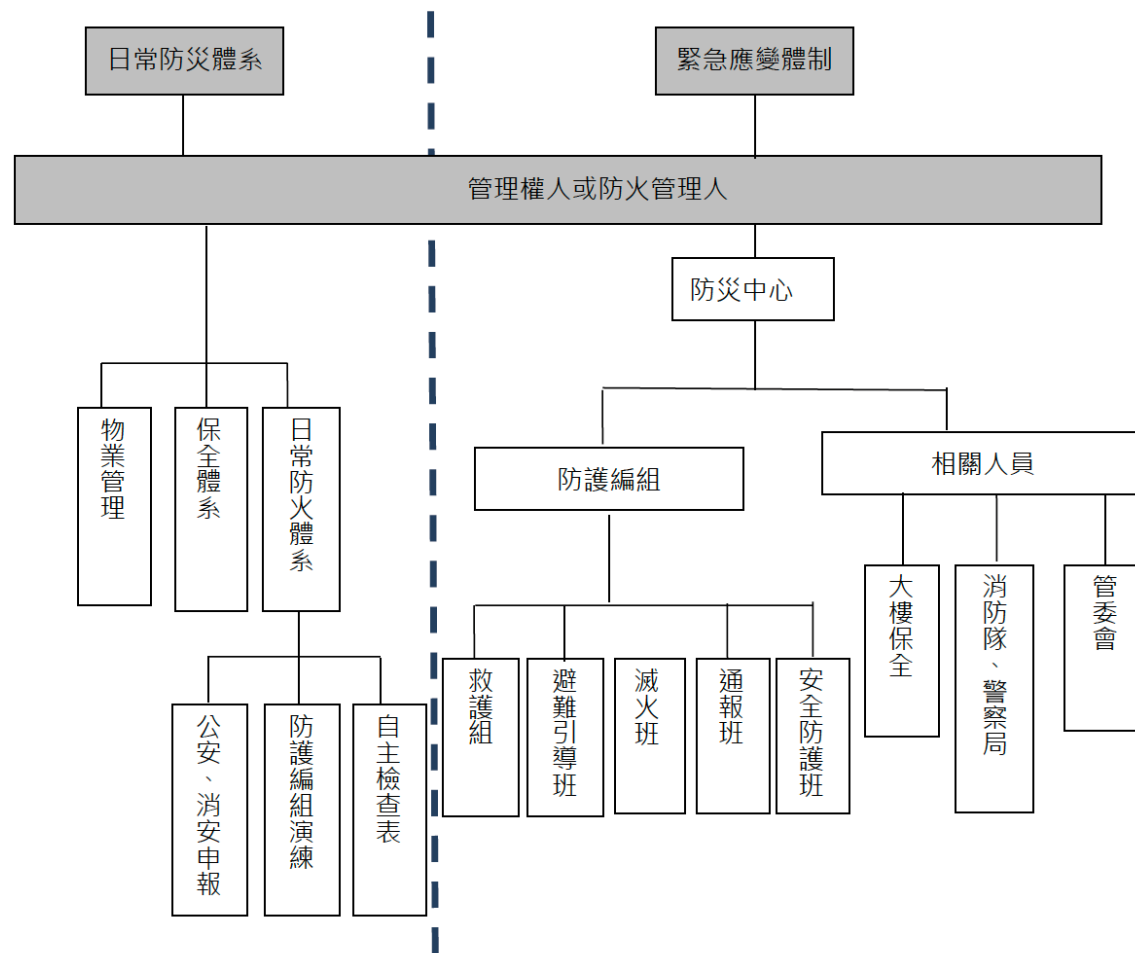 日常防災體系
緊急應變體制
管理權人或防火管理人
防災中心
物業管理
保全體系
日常防火體系
防護編組
相關人員
大樓保全
消防隊、警察局
管委會
救護組
避難引導班
滅火班
通報班
安全防護班
公安、消安申報
防護編組演練
自主檢查表